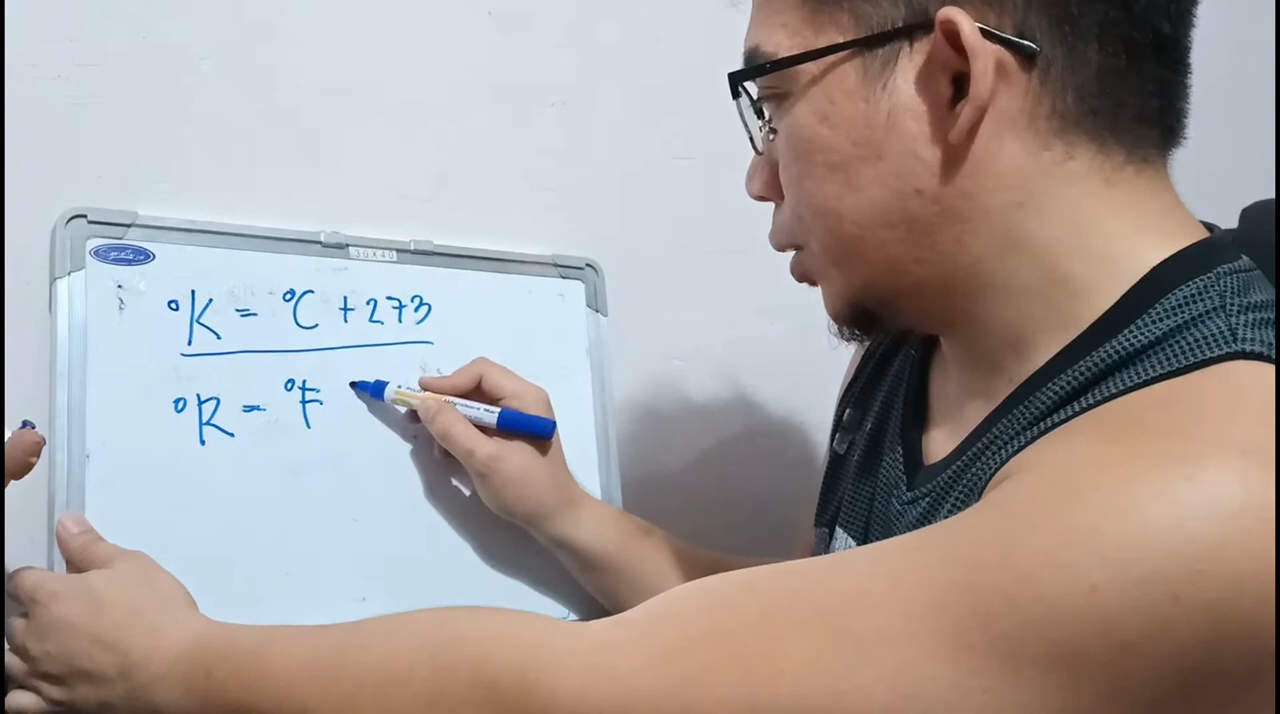 30X40
°K = °C +273
°R = °F